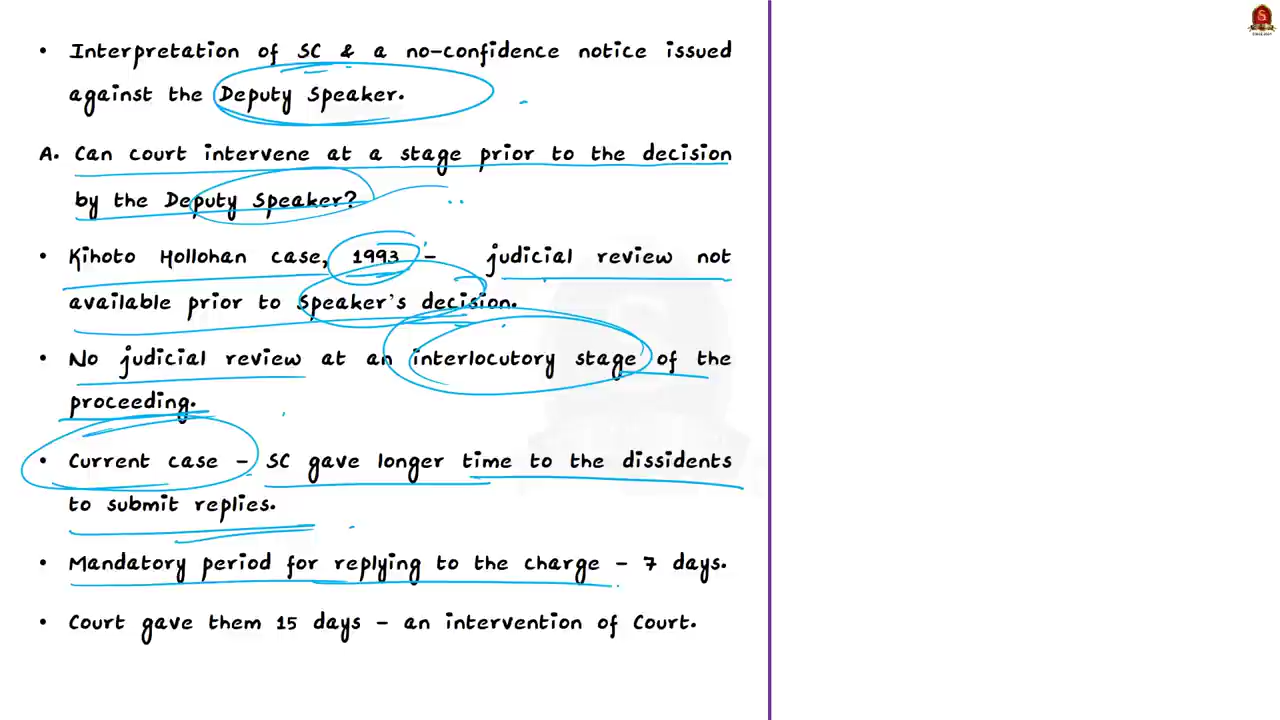 • Interpretation of SC & a no-confidence notice issued
against the Deputy Speaker.
A. Can court intervene at a stage prior to the decision
by the Deputy Speaker?
• Kihoto Hollohan case, 1993 – judicial review not
available prior to Speaker's decision.
• No judicial review at an interlocutory stage of the
proceeding.
• Current case – SC gave longer time to the dissidents
to submit replies.
• Mandatory period for replying to the charge – 7 days.
• Court gave them 15 days – an intervention of Court.